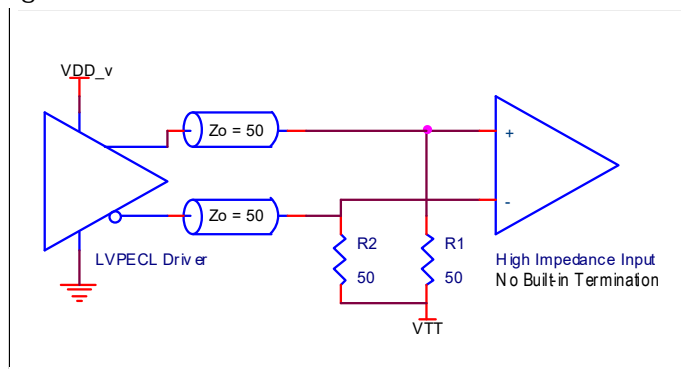 VDD_v
Zo = 50
+
Zo = 50
-
LVPECL Driver
R2
50
R1
50
High Impedance Input
No Built-in Termination
VTT